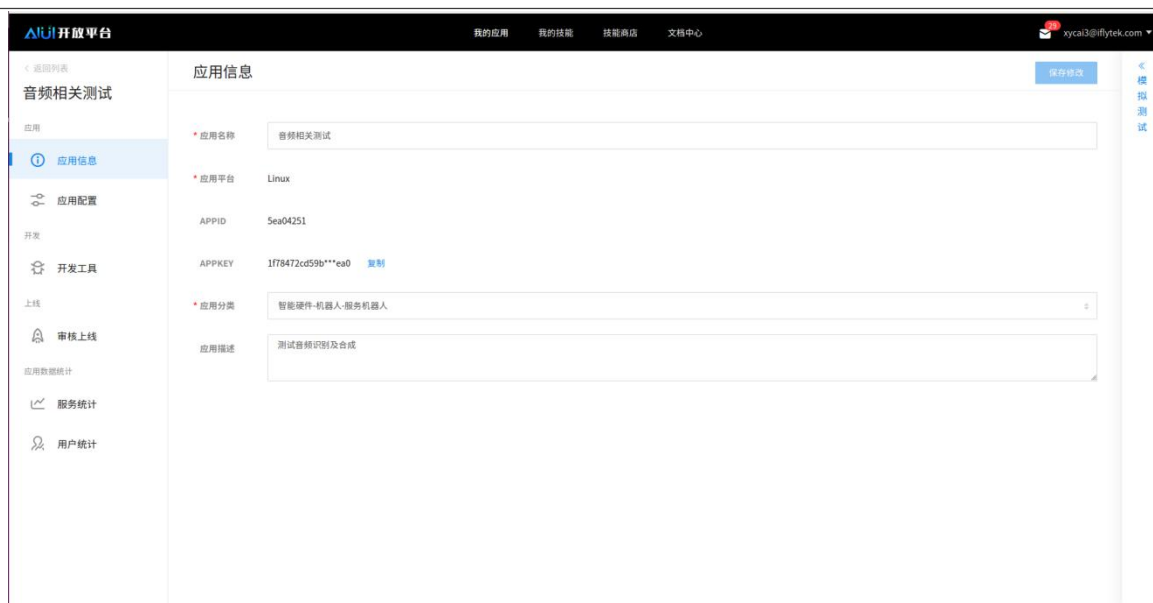 AIUI开放平台
我的应用 我的技能 技能商店 文档中心
29
xycai3@iflytek.com
< 返回列表
音频相关测试
应用
应用信息
应用配置
开发
开发工具
上线
审核上线
应用数据统计
服务统计
用户统计
应用信息
保存修改
* 应用名称 音频相关测试
* 应用平台 Linux
APPID 5ea04251
APPKEY 1f78472cd59b***ea0 复制
* 应用分类 智能硬件-机器人-服务机器人
应用描述 测试音频识别及合成
«
模
拟
测
试